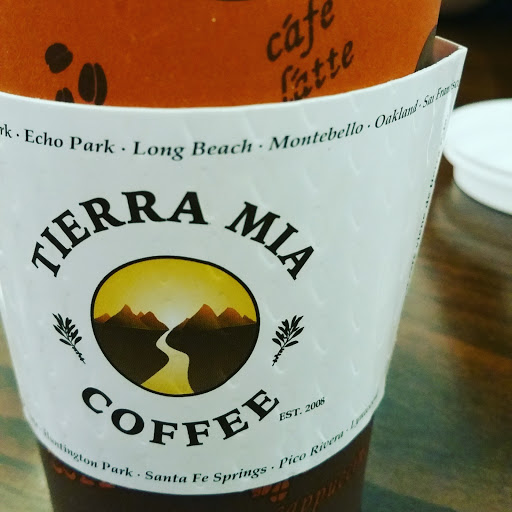 café
Latte
Echo Park · Long Beach · Montebello · Oakland · San
TIERRA MIA
COFFEE
EST. 2008
Huntington Park · Santa Fe Springs · Pico Rivera ·